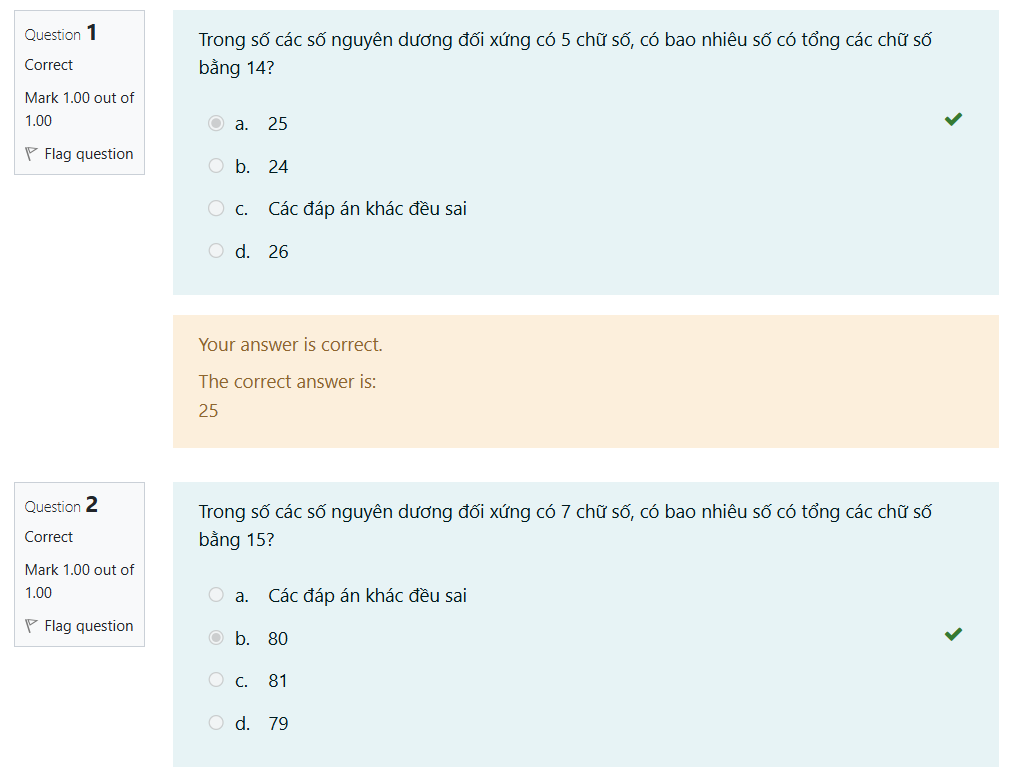 Question 1
Correct
Mark 1.00 out of
1.00
Flag question
Trong số các số nguyên dương đối xứng có 5 chữ số, có bao nhiêu số có tổng các chữ số
bằng 14?
a. 25
b. 24
c. Các đáp án khác đều sai
d. 26
Your answer is correct.
The correct answer is:
25
Question 2
Correct
Mark 1.00 out of
1.00
Flag question
Trong số các số nguyên dương đối xứng có 7 chữ số, có bao nhiêu số có tổng các chữ số
bằng 15?
a. Các đáp án khác đều sai
b. 80
c. 81
d. 79